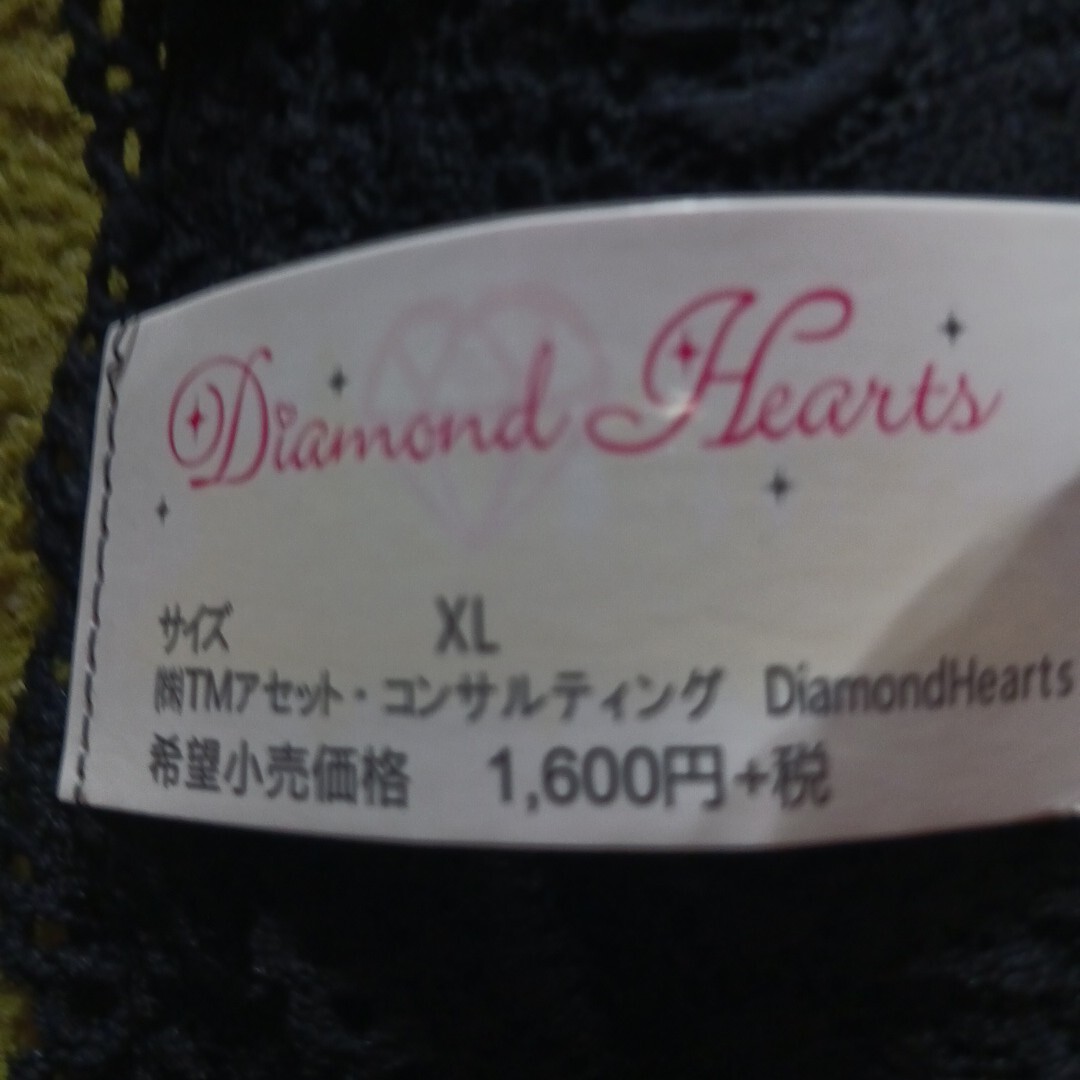 Diamond Hearts
サイズ XL
㈱TMアセット・コンサルティング DiamondHearts
希望小売価格 1,600円+税